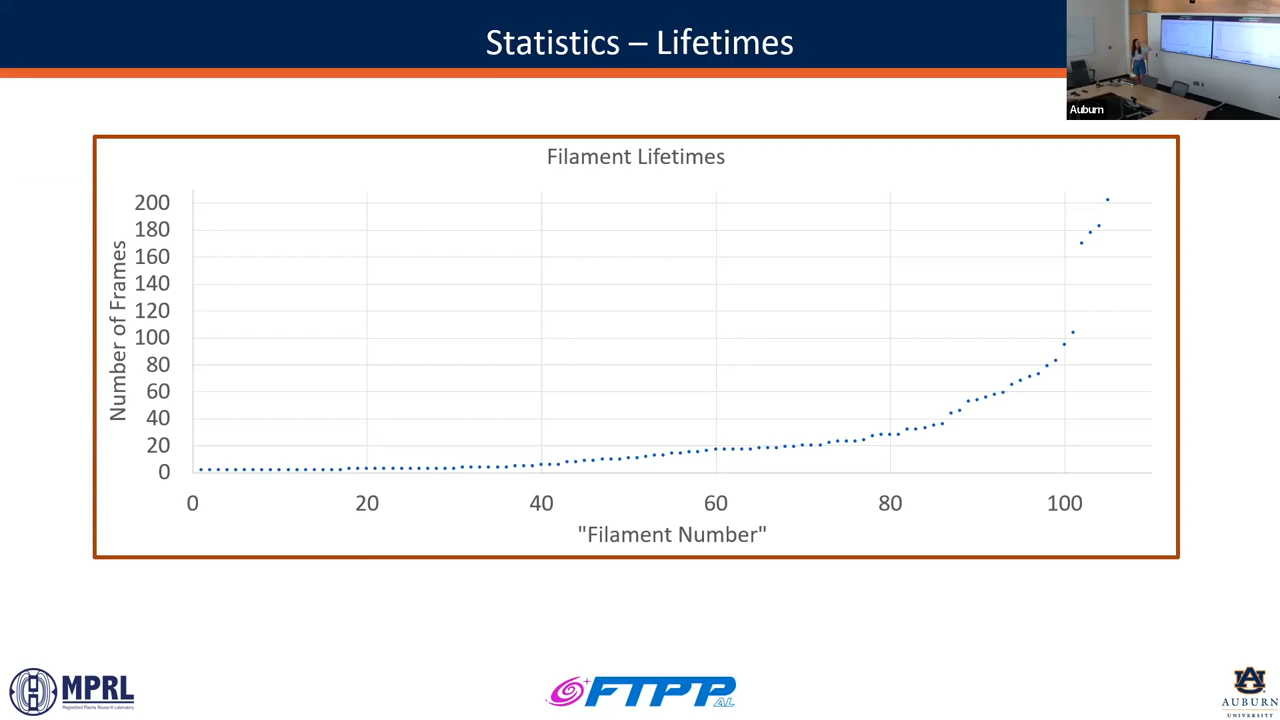 Statistics – Lifetimes
Auburn
Filament Lifetimes
Number of Frames
200
180
160
140
120
100
80
60
40
20
0
0 20 40 60 80 100
"Filament Number"
MPRL
Magnetized Plasma Research Laboratory
FTPP
AL
AUBURN
UNIVERSITY